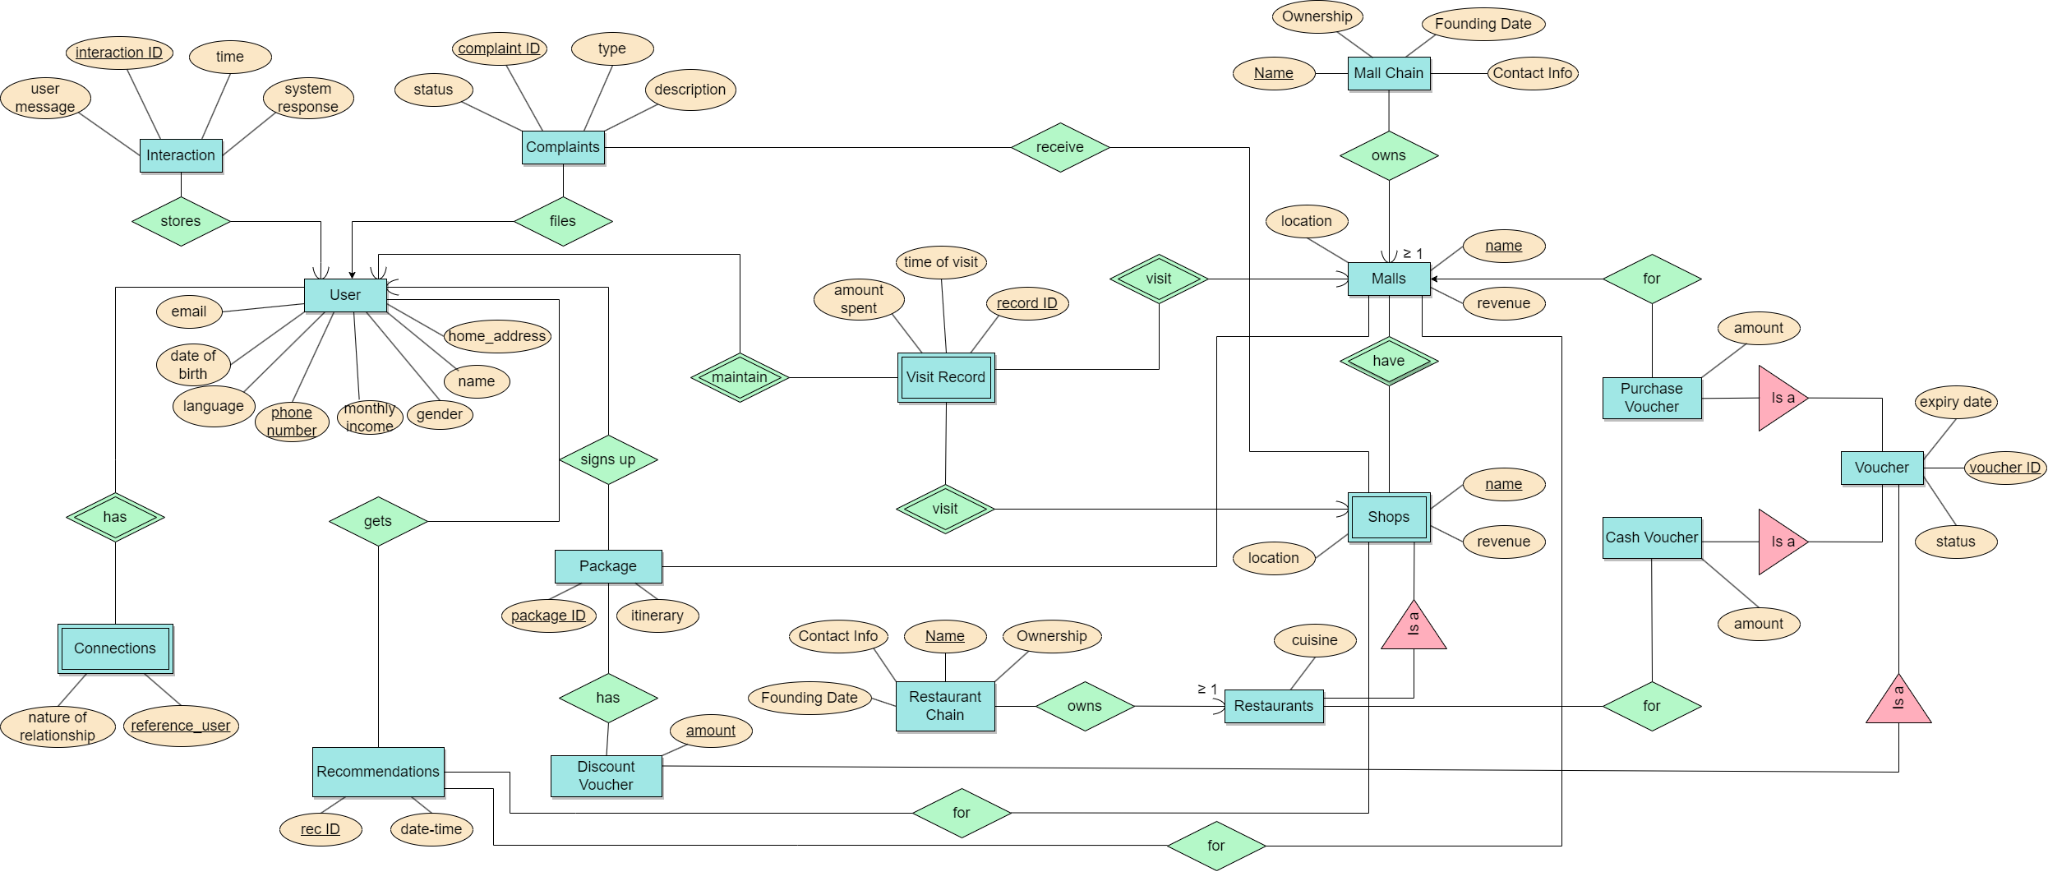 Ownership
Founding Date
Name
Mall Chain
Contact Info
interaction ID
time
user
message
system
response
Interaction
stores
complaint ID
type
status
description
Complaints
files
receive
owns
location
≥ 1
name
Malls
revenue
for
visit
time of visit
amount
spent
record ID
Visit Record
maintain
visit
have
User
email
date of
birth
language
phone
number
monthly
income
gender
name
home_address
amount
Purchase
Voucher
Is a
expiry date
Voucher
voucher ID
status
Cash Voucher
Is a
amount
for
Is a
name
Shops
revenue
location
Is a
has
gets
signs up
Package
package ID
itinerary
Connections
nature of
relationship
reference_user
has
Contact Info
Name
Ownership
Founding Date
Restaurant
Chain
owns
≥ 1
cuisine
Restaurants
amount
Discount
Voucher
Recommendations
rec ID
date-time
for
for